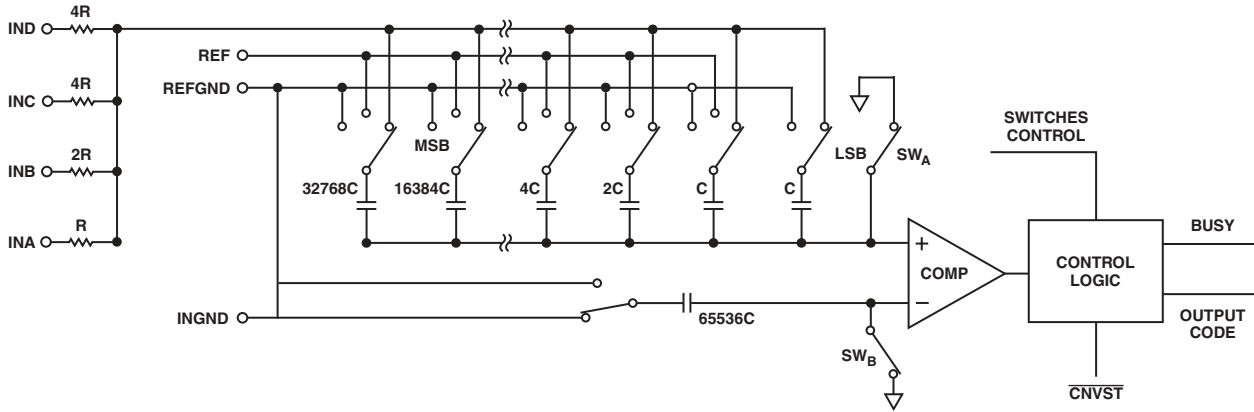 IND
4R
REF
REFGND
INC
4R
INB
2R
INA
R
MSB
LSB
SW_A
SWITCHES
CONTROL
32768C
16384C
4C
2C
C
C
+
COMP
−
CONTROL
LOGIC
BUSY
OUTPUT
CODE
INGND
65536C
SW_B
CNVST